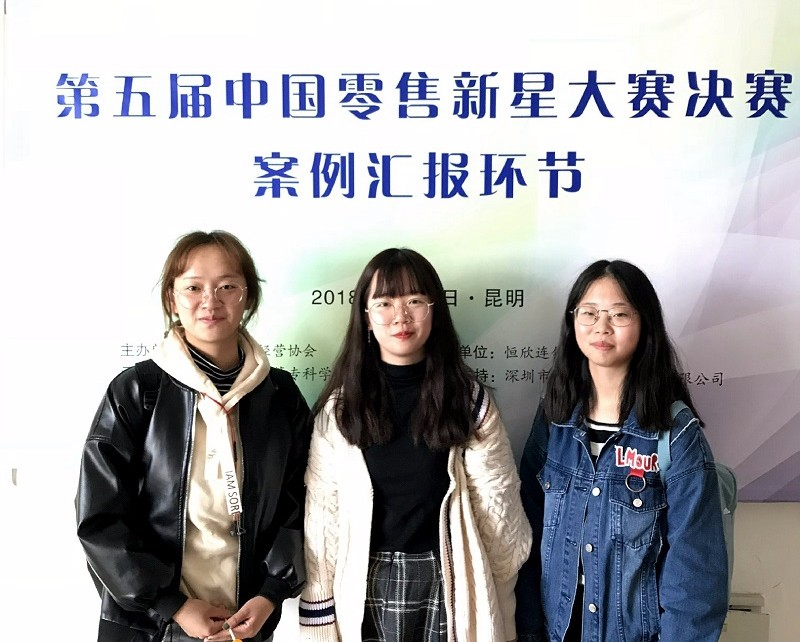 第五届中国零售新星大赛决赛
案例汇报环节
2018 日·昆明
主办 经营协会 单位：恒欣连
专科学 持：深圳市 限公司
IAM SOR